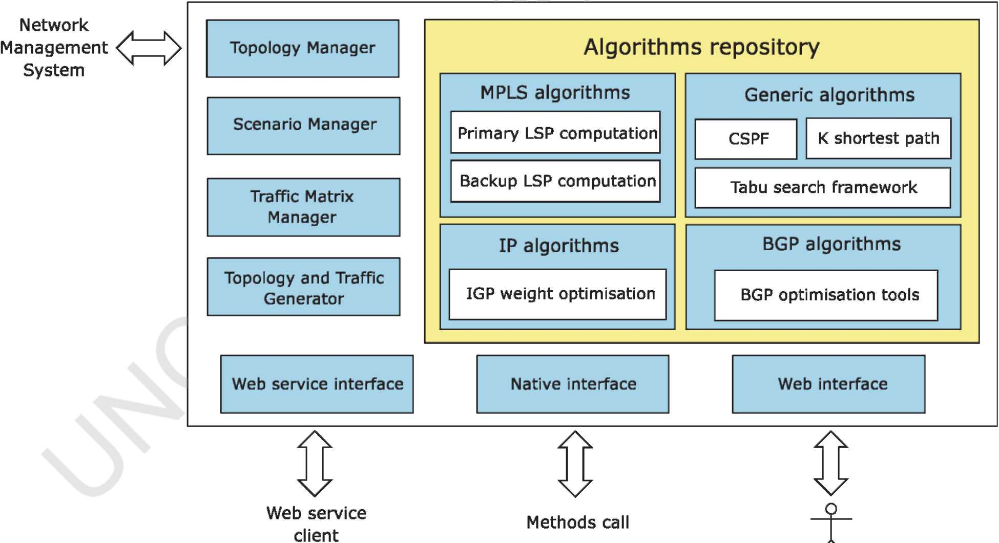 Network
Management
System
Topology Manager
Scenario Manager
Traffic Matrix
Manager
Topology and Traffic
Generator
Algorithms repository
MPLS algorithms
Primary LSP computation
Backup LSP computation
Generic algorithms
CSPF
K shortest path
Tabu search framework
IP algorithms
IGP weight optimisation
BGP algorithms
BGP optimisation tools
Web service interface
Native interface
Web interface
Web service
client
Methods call